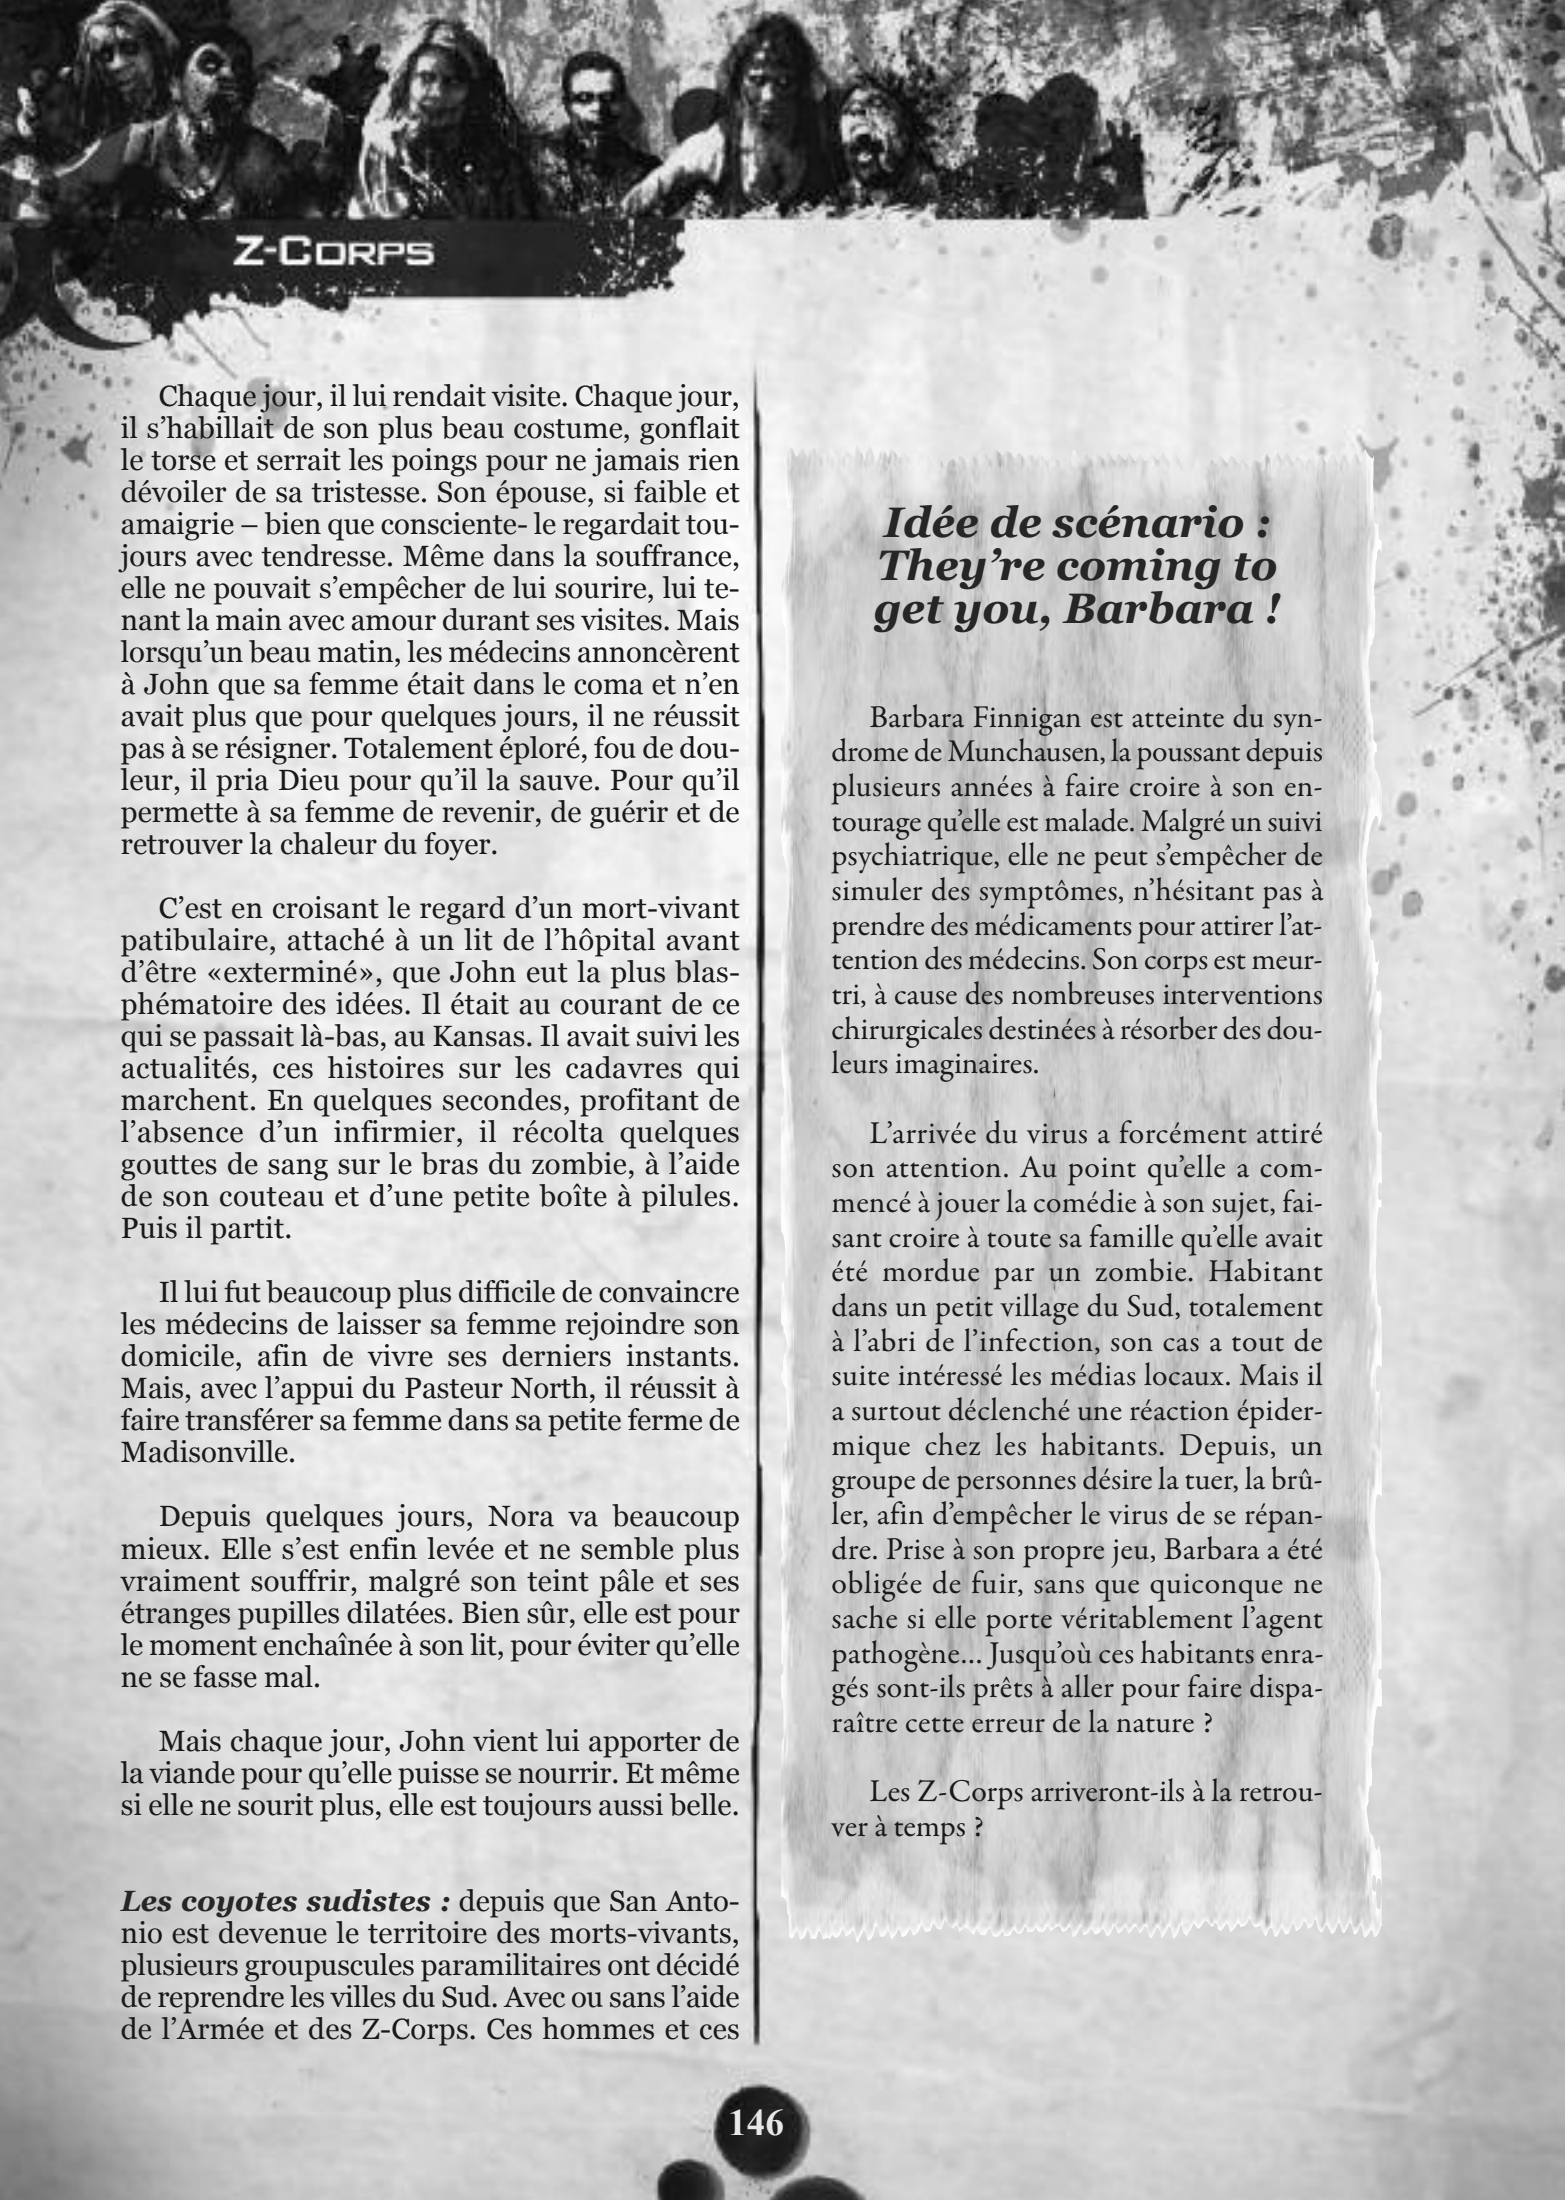 Z-Corps
Chaque jour, il lui rendait visite. Chaque jour,
il s'habillait de son plus beau costume, gonflait
le torse et serrait les poings pour ne jamais rien
dévoiler de sa tristesse. Son épouse, si faible et
amaigrie – bien que consciente- le regardait tou-
jours avec tendresse. Même dans la souffrance,
elle ne pouvait s'empêcher de lui sourire, lui te-
nant la main avec amour durant ses visites. Mais
lorsqu'un beau matin, les médecins annoncèrent
à John que sa femme était dans le coma et n'en
avait plus que pour quelques jours, il ne réussit
pas à se résigner. Totalement éploré, fou de dou-
leur, il pria Dieu pour qu'il la sauve. Pour qu'il
permette à sa femme de revenir, de guérir et de
retrouver la chaleur du foyer.
C'est en croisant le regard d'un mort-vivant
patibulaire, attaché à un lit de l'hôpital avant
d'être «exterminé», que John eut la plus blas-
phématoire des idées. Il était au courant de ce
qui se passait là-bas, au Kansas. Il avait suivi les
actualités, ces histoires sur les cadavres qui
marchent. En quelques secondes, profitant de
l'absence d'un infirmier, il récolta quelques
gouttes de sang sur le bras du zombie, à l'aide
de son couteau et d'une petite boîte à pilules.
Puis il partit.
Il lui fut beaucoup plus difficile de convaincre
les médecins de laisser sa femme rejoindre son
domicile, afin de vivre ses derniers instants.
Mais, avec l'appui du Pasteur North, il réussit à
faire transférer sa femme dans sa petite ferme de
Madisonville.
Depuis quelques jours, Nora va beaucoup
mieux. Elle s'est enfin levée et ne semble plus
vraiment souffrir, malgré son teint pâle et ses
étranges pupilles dilatées. Bien sûr, elle est pour
le moment enchaînée à son lit, pour éviter qu'elle
ne se fasse mal.
Mais chaque jour, John vient lui apporter de
la viande pour qu'elle puisse se nourrir. Et même
si elle ne sourit plus, elle est toujours aussi belle.
Les coyotes sudistes : depuis que San Anto-
nio est devenue le territoire des morts-vivants,
plusieurs groupuscules paramilitaires ont décidé
de reprendre les villes du Sud. Avec ou sans l'aide
de l'Armée et des Z-Corps. Ces hommes et ces
Idée de scénario :
They're coming to
get you, Barbara !
Barbara Finnigan est atteinte du syn-
drome de Munchausen, la poussant depuis
plusieurs années à faire croire à son en-
tourage qu'elle est malade. Malgré un suivi
psychiatrique, elle ne peut s'empêcher de
simuler des symptômes, n'hésitant pas à
prendre des médicaments pour attirer l'at-
tention des médecins. Son corps est meur-
tri, à cause des nombreuses interventions
chirurgicales destinées à résorber des dou-
leurs imaginaires.
L'arrivée du virus a forcément attiré
son attention. Au point qu'elle a com-
mencé à jouer la comédie à son sujet, fai-
sant croire à toute sa famille qu'elle avait
été mordue par un zombie. Habitant
dans un petit village du Sud, totalement
à l'abri de l'infection, son cas a tout de
suite intéressé les médias locaux. Mais il
a surtout déclenché une réaction épider-
mique chez les habitants. Depuis, un
groupe de personnes désire la tuer, la brû-
ler, afin d'empêcher le virus de se répan-
dre. Prise à son propre jeu, Barbara a été
obligée de fuir, sans que quiconque ne
sache si elle porte véritablement l'agent
pathogène... Jusqu'où ces habitants enra-
gés sont-ils prêts à aller pour faire dispa-
raître cette erreur de la nature ?
Les Z-Corps arriveront-ils à la retrou-
ver à temps ?
146